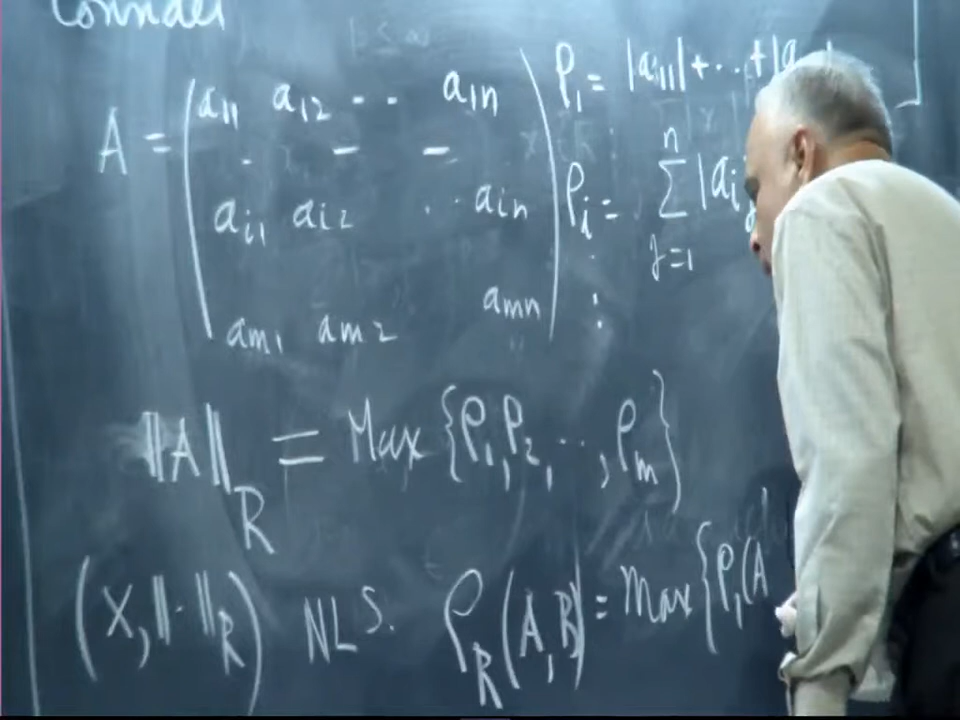 Consider
A = ( a11 a12 - - a1n ) ρ1 = |a11| + ... + |a
. - -
ai1 ai2 . . ain ρi = n ∑ j=1 |ai
:
am1 am2 amn :
||A||R = Max {ρ1, ρ2, .., ρm}
(X, ||·||R) NLS. ρR(A, B) = Max {ρ1(A